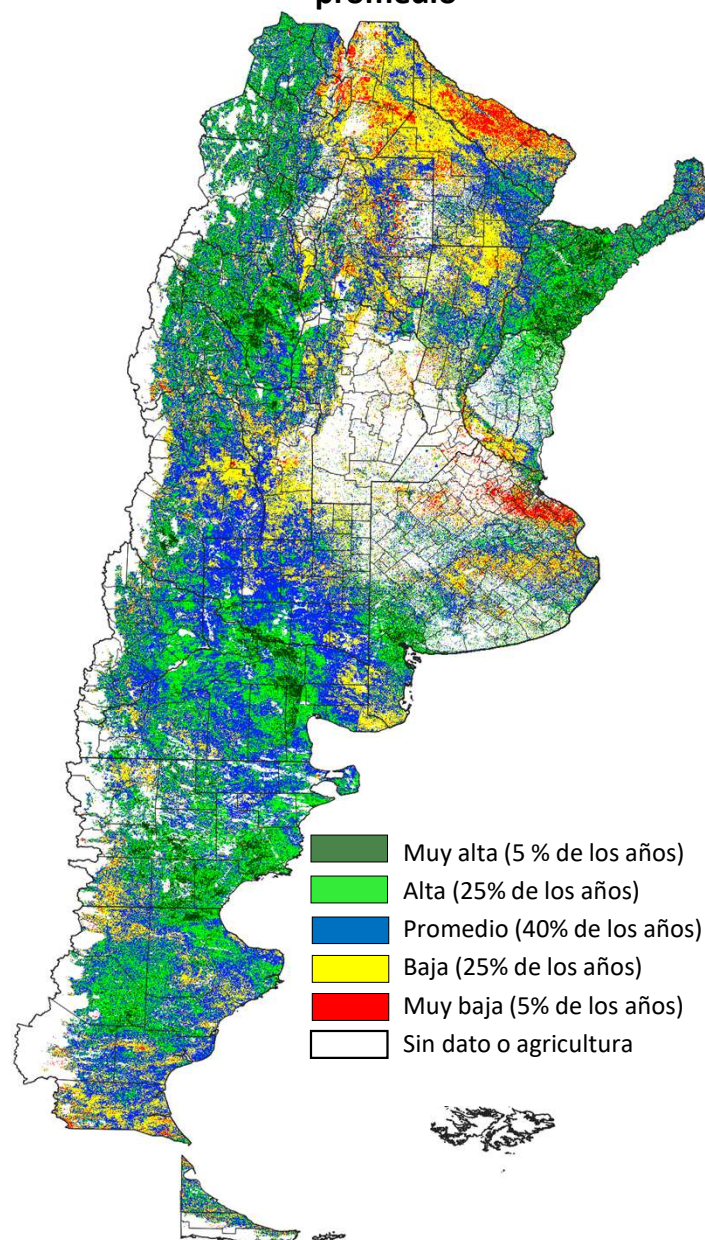 promedio
Muy alta (5 % de los años)
Alta (25% de los años)
Promedio (40% de los años)
Baja (25% de los años)
Muy baja (5% de los años)
Sin dato o agricultura